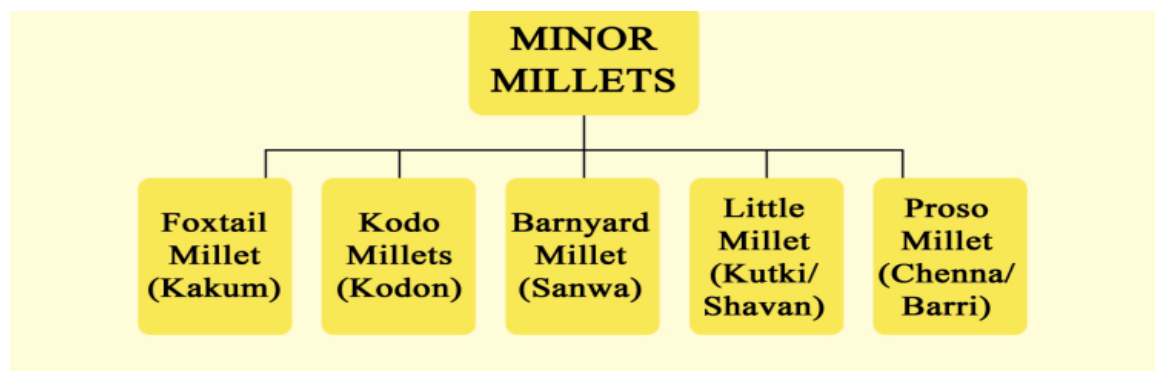 MINOR
MILLETS
Foxtail
Millet
(Kakum)
Kodo
Millets
(Kodon)
Barnyard
Millet
(Sanwa)
Little
Millet
(Kutki/
Shavan)
Proso
Millet
(Chenna/
Barri)